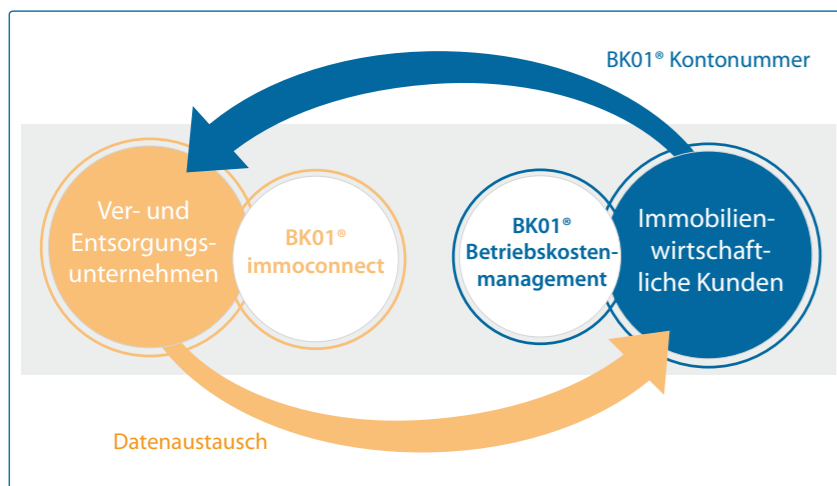 BK01® Kontonummer
Ver- und
Entsorgungs-
unternehmen
BK01®
immoconnect
BK01®
Betriebskosten-
management
Immobilien-
wirtschaft-
liche Kunden
Datenaustausch